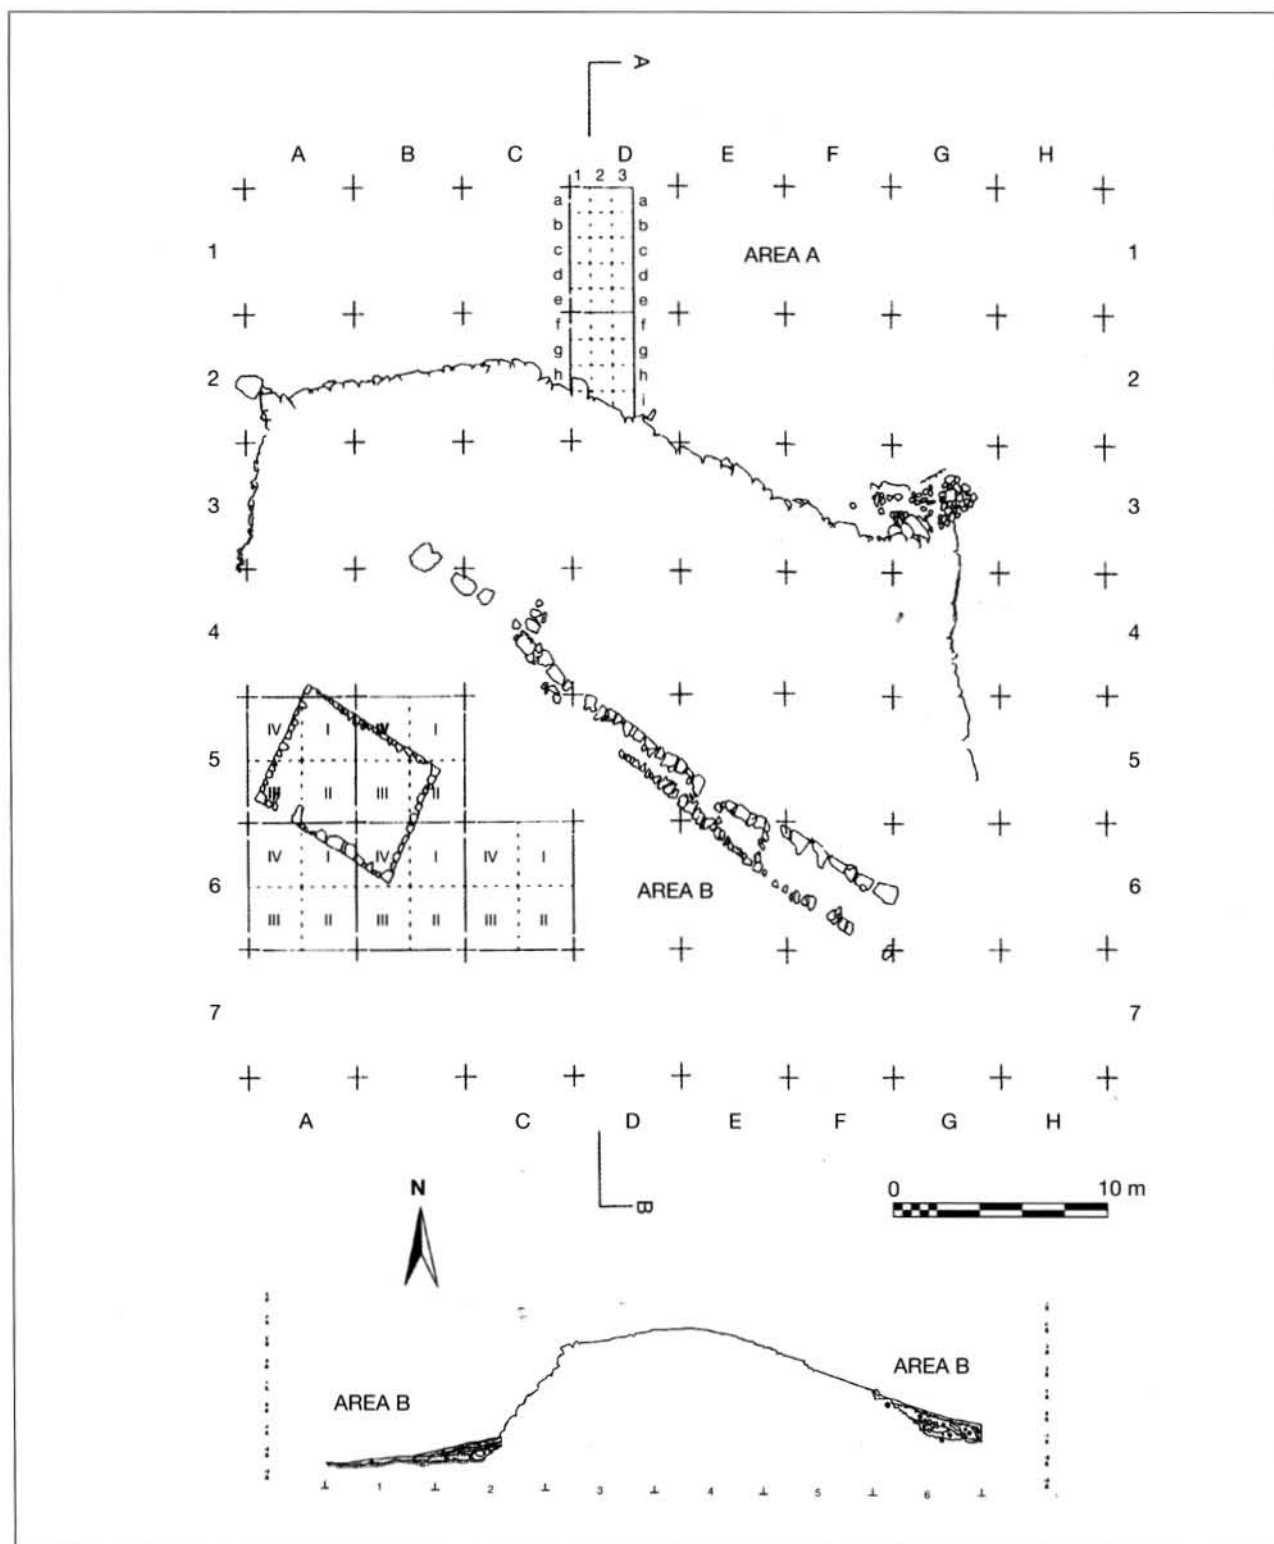 A
A B C D E F G H
1 2 3
a a
b b
1 c AREA A c 1
d d
e e
f f
g g
2 h h 2
i
3 3
4 4
IV I IV I
5 5
III II III II
IV I IV I IV I
6 AREA B 6
III II III II III II
7 7
A C D E F G H
B
N
0 10 m
AREA B AREA B
1 2 3 4 5 6